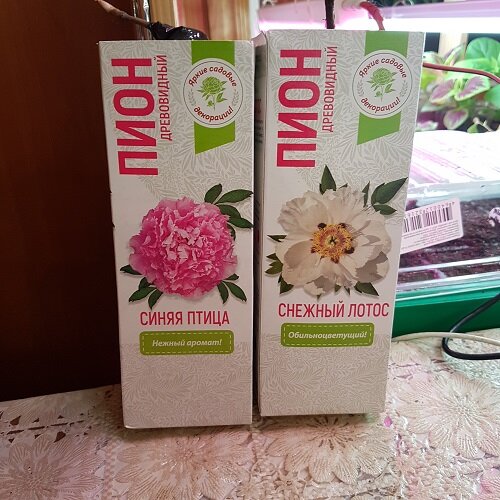 ПИОН
ДРЕВОВИДНЫЙ
Яркие садовые
декорации!
СИНЯЯ ПТИЦА
Нежный аромат!
ПИОН
ДРЕВОВИДНЫЙ
Яркие садовые
декорации!
СНЕЖНЫЙ ЛОТОС
Обильноцветущий!